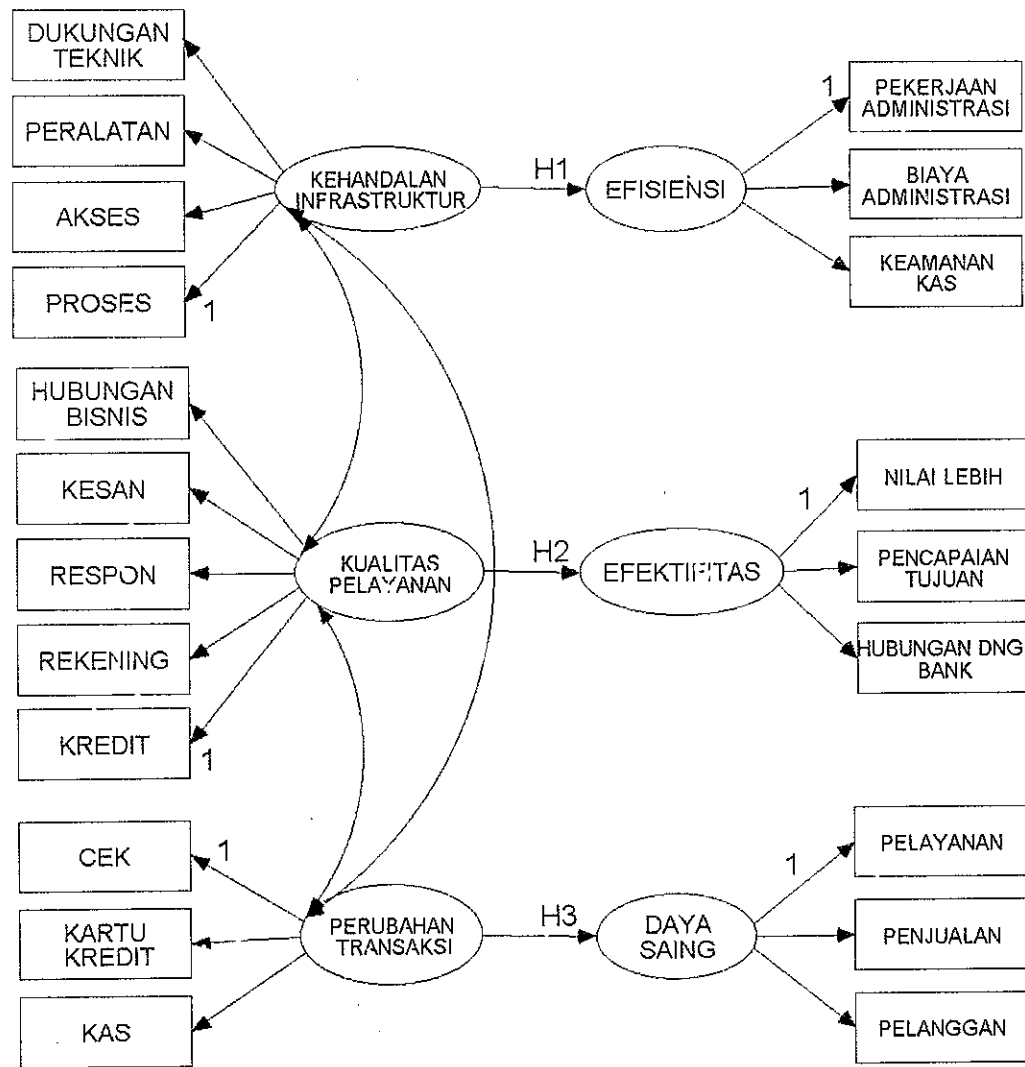 DUKUNGAN
TEKNIK
PERALATAN
AKSES
PROSES
1
KEHANDALAN
INFRASTRUKTUR
H1
EFISIENSI
1
PEKERJAAN
ADMINISTRASI
BIAYA
ADMINISTRASI
KEAMANAN
KAS
HUBUNGAN
BISNIS
KESAN
RESPON
REKENING
KREDIT
1
KUALITAS
PELAYANAN
H2
EFEKTIFITAS
1
NILAI LEBIH
PENCAPAIAN
TUJUAN
HUBUNGAN DNG
BANK
CEK
1
KARTU
KREDIT
KAS
PERUBAHAN
TRANSAKSI
H3
DAYA
SAING
1
PELAYANAN
PENJUALAN
PELANGGAN